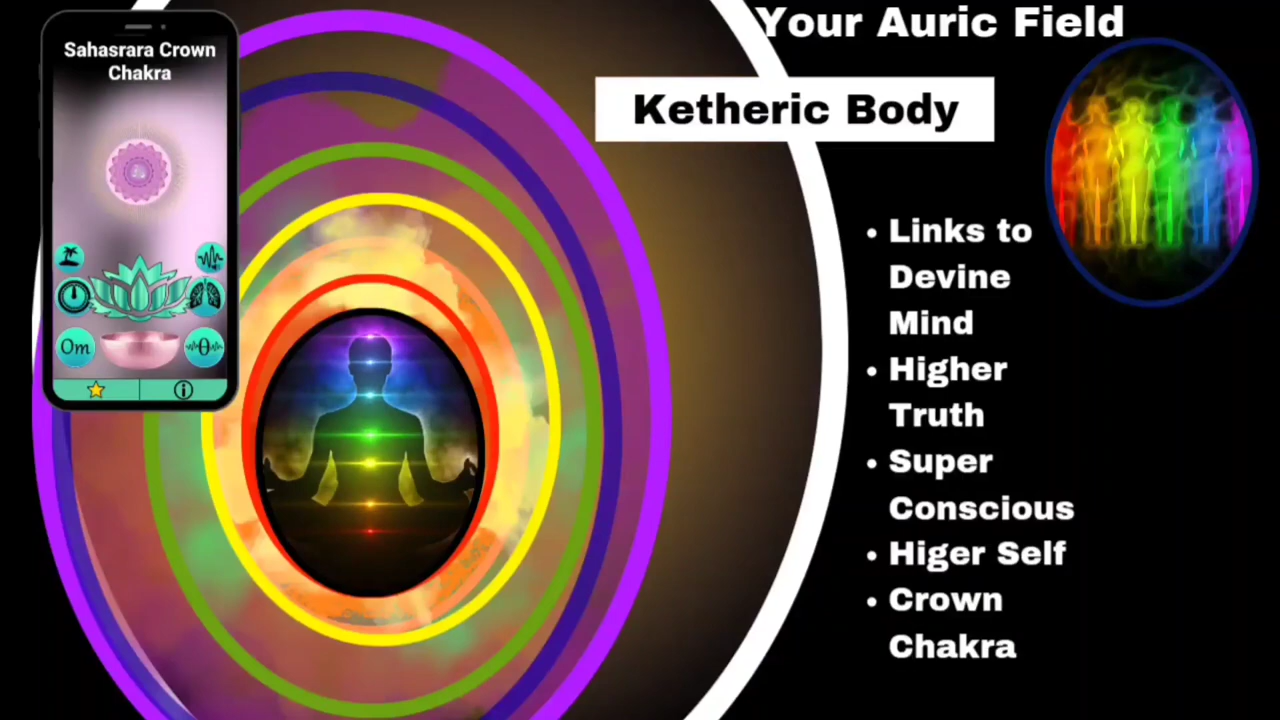 Sahasrara Crown
Chakra
Om
Your Auric Field
Ketheric Body
• Links to
Devine
Mind
• Higher
Truth
• Super
Conscious
• Higer Self
• Crown
Chakra